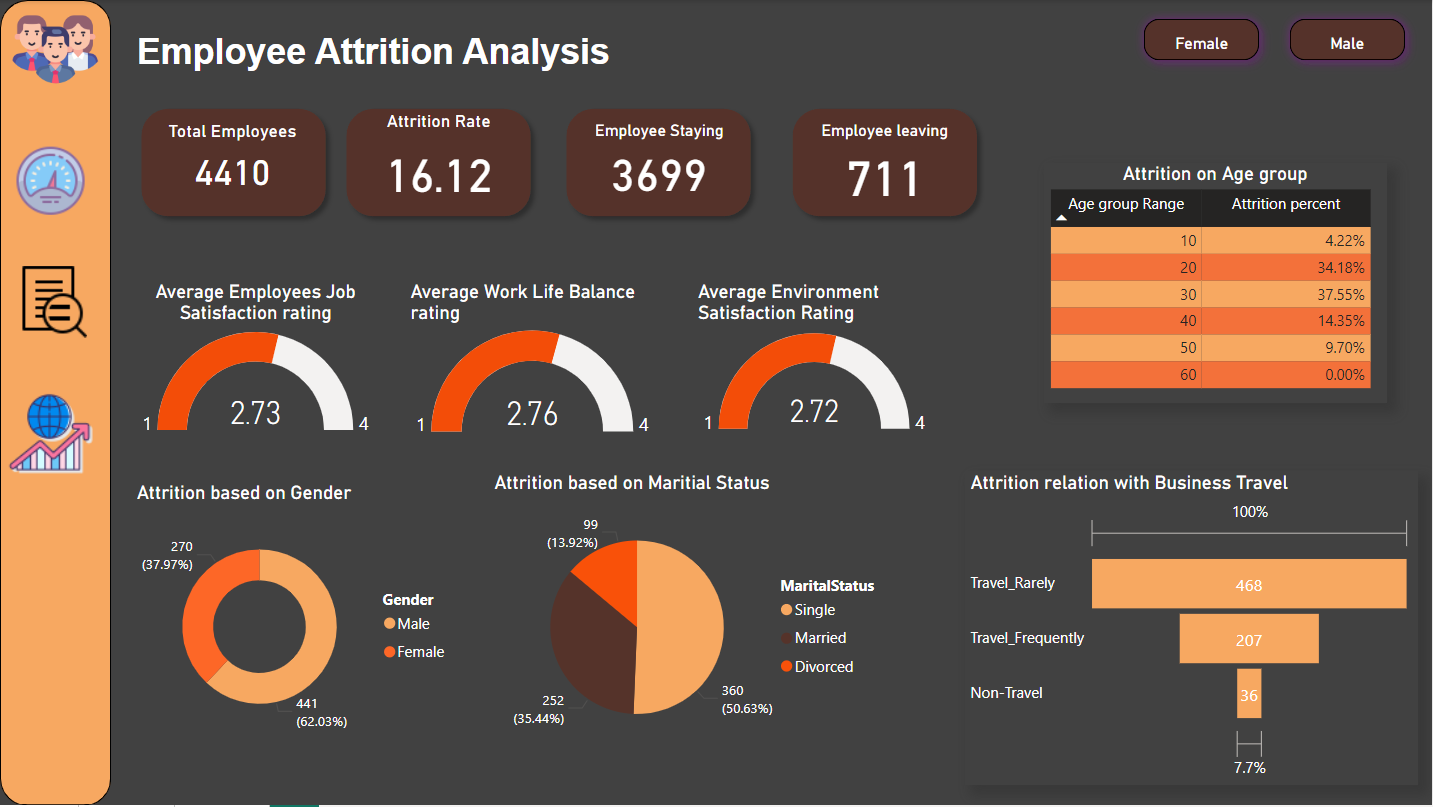 Employee Attrition Analysis
Female
Male
Total Employees
4410
Attrition Rate
16.12
Employee Staying
3699
Employee leaving
711
Attrition on Age group
Age group Range Attrition percent
10 4.22%
20 34.18%
30 37.55%
40 14.35%
50 9.70%
60 0.00%
Average Employees Job
Satisfaction rating
1 2.73 4
Average Work Life Balance
rating
1 2.76 4
Average Environment
Satisfaction Rating
1 2.72 4
Attrition based on Gender
270
(37.97%)
441
(62.03%)
Gender
Male
Female
Attrition based on Maritial Status
99
(13.92%)
252
(35.44%)
360
(50.63%)
MaritalStatus
Single
Married
Divorced
Attrition relation with Business Travel
100%
Travel_Rarely 468
Travel_Frequently 207
Non-Travel 36
7.7%